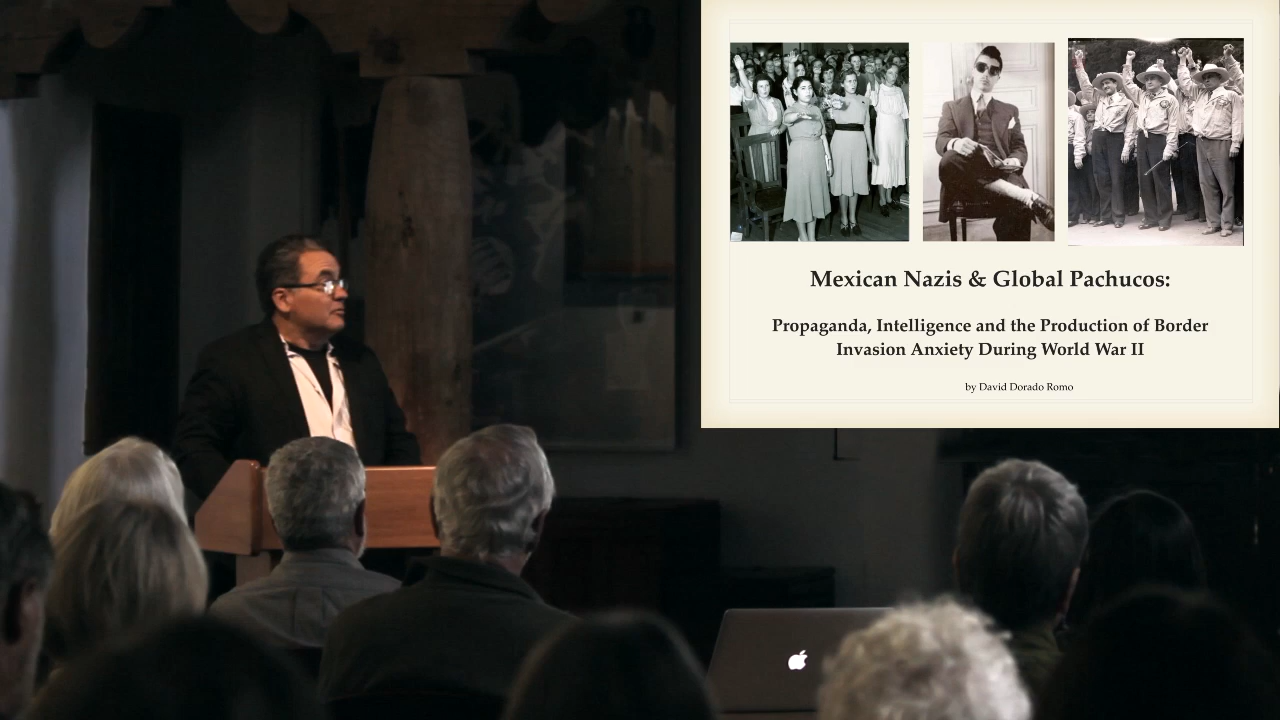 Mexican Nazis & Global Pachucos:
Propaganda, Intelligence and the Production of Border
Invasion Anxiety During World War II
by David Dorado Romo